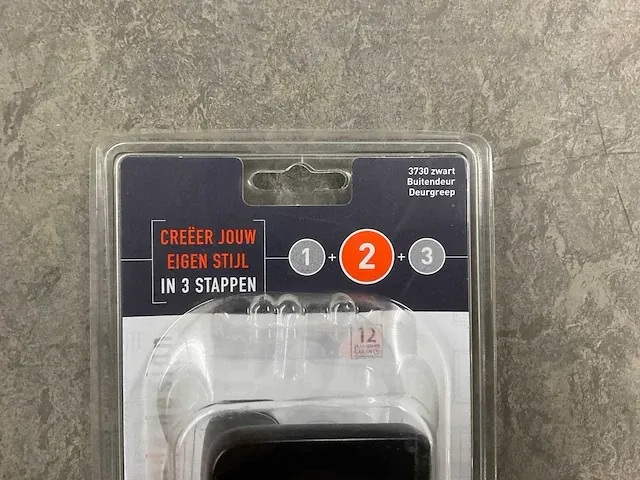 3730 zwart
Buitendeur
Deurgreep
CREËER JOUW
EIGEN STIJL
IN 3 STAPPEN
1 + 2 + 3
12